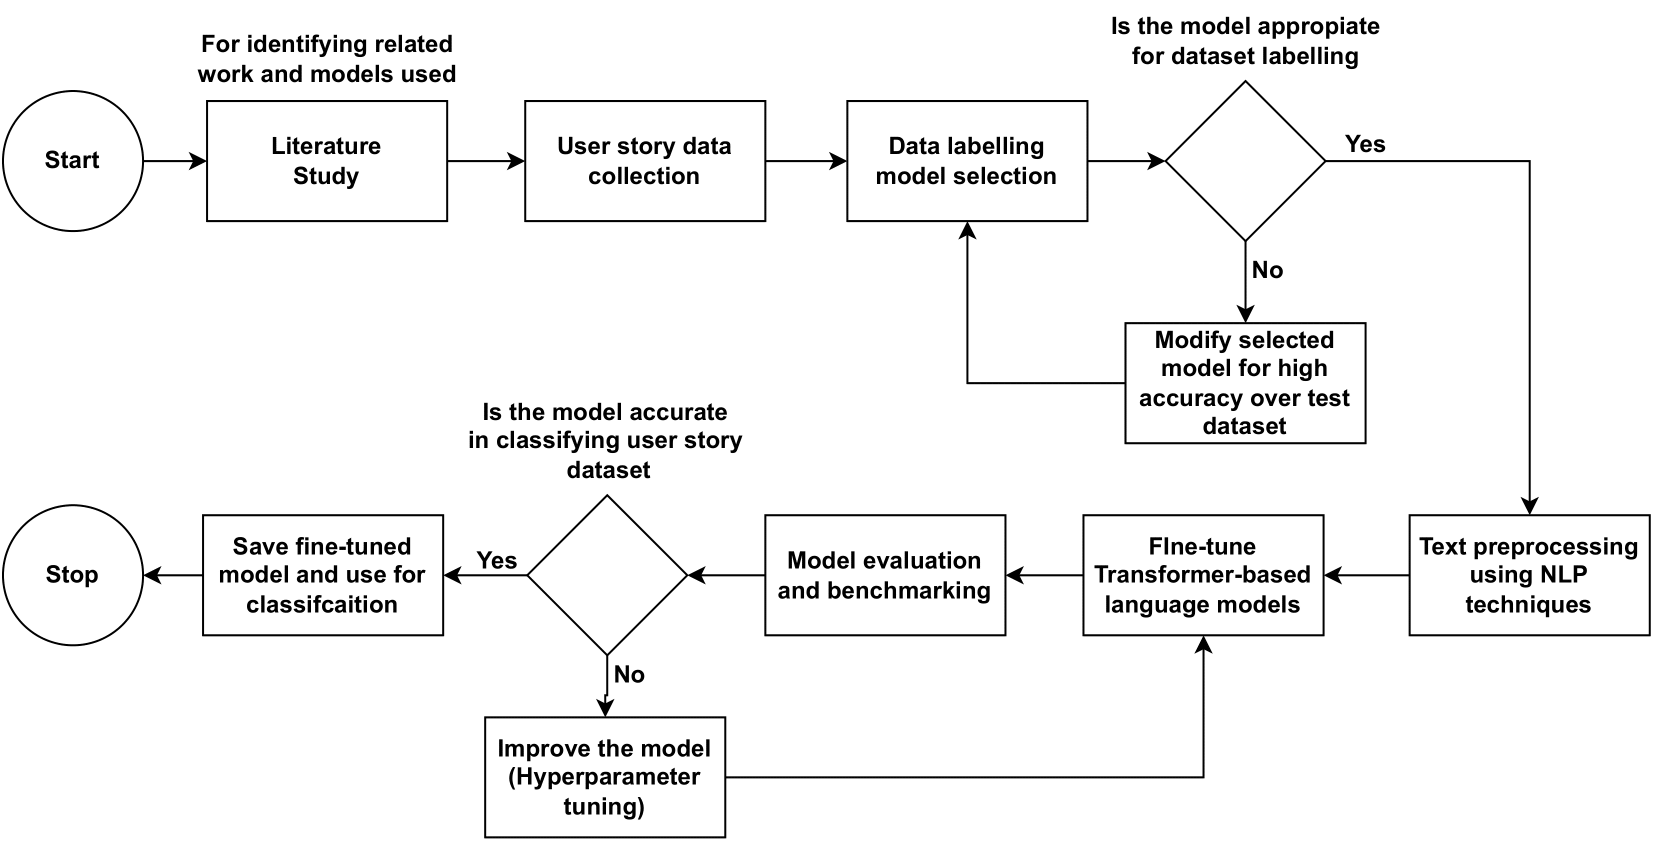 Start
For identifying related
work and models used
Literature
Study
User story data
collection
Data labelling
model selection
Is the model appropiate
for dataset labelling
Yes
No
Modify selected
model for high
accuracy over test
dataset
Text preprocessing
using NLP
techniques
FIne-tune
Transformer-based
language models
Model evaluation
and benchmarking
Is the model accurate
in classifying user story
dataset
Yes
No
Improve the model
(Hyperparameter
tuning)
Save fine-tuned
model and use for
classifcaition
Stop